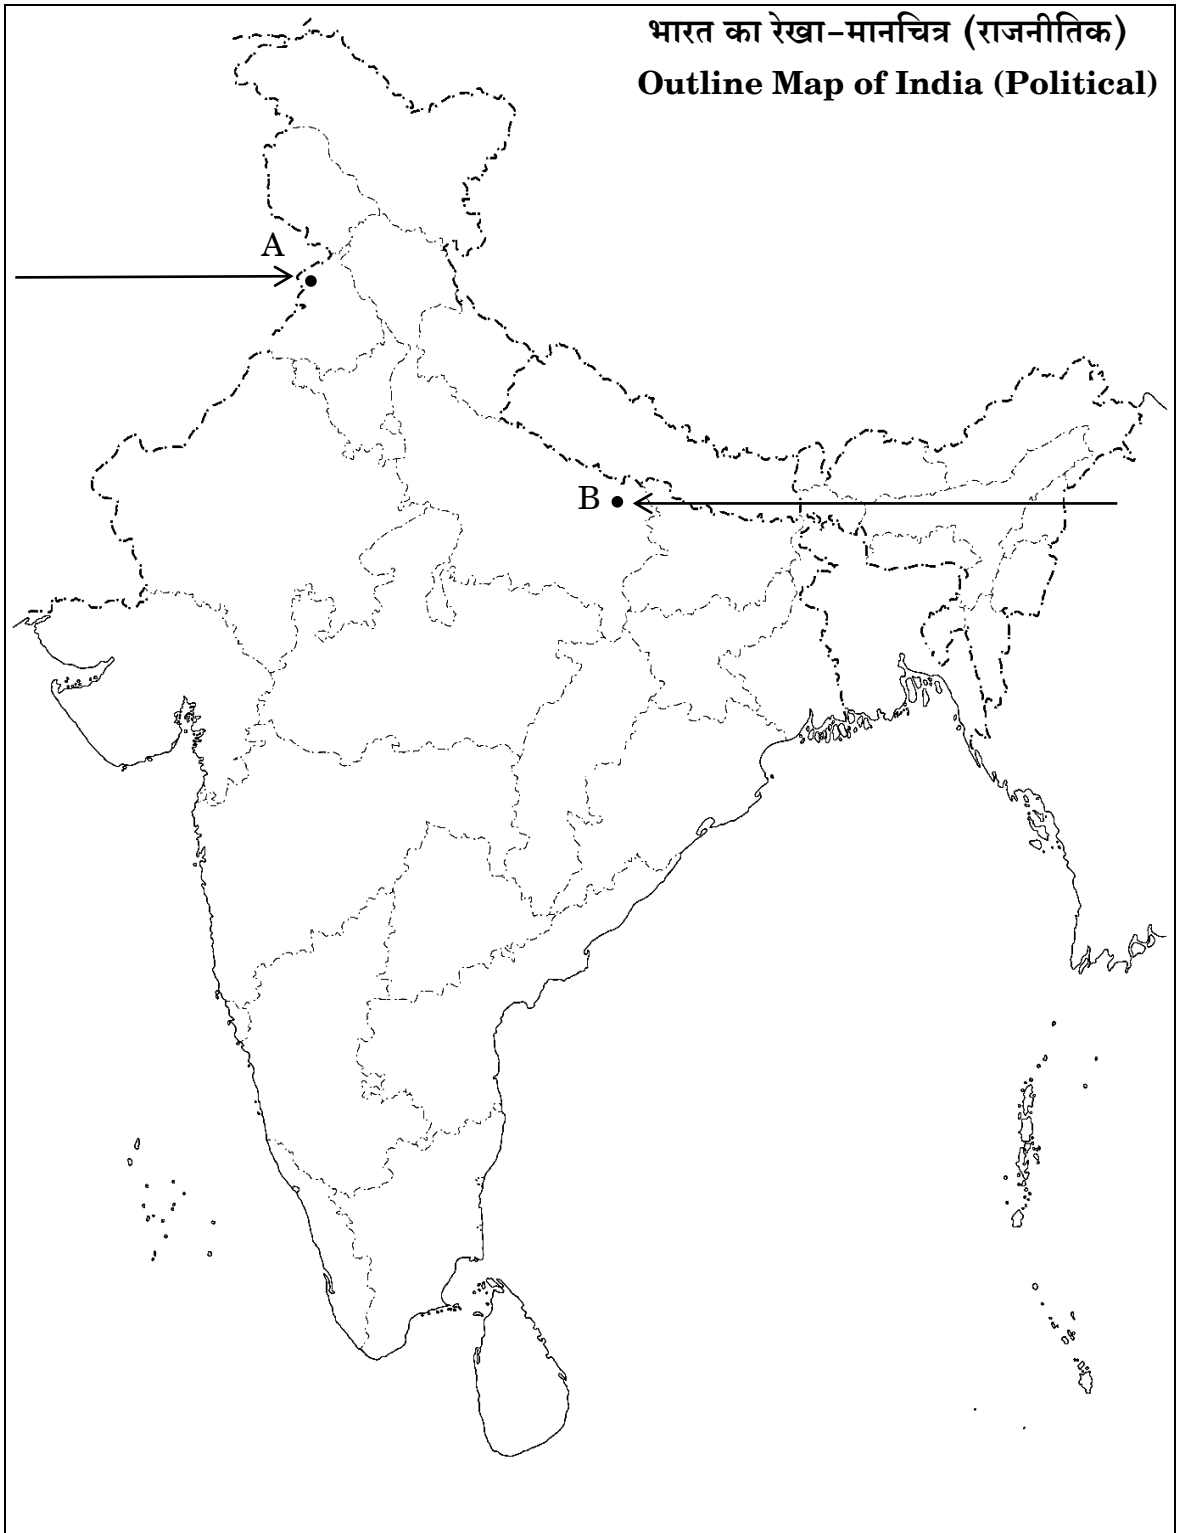 भारत का रेखा-मानचित्र (राजनीतिक)
Outline Map of India (Political)
A
B